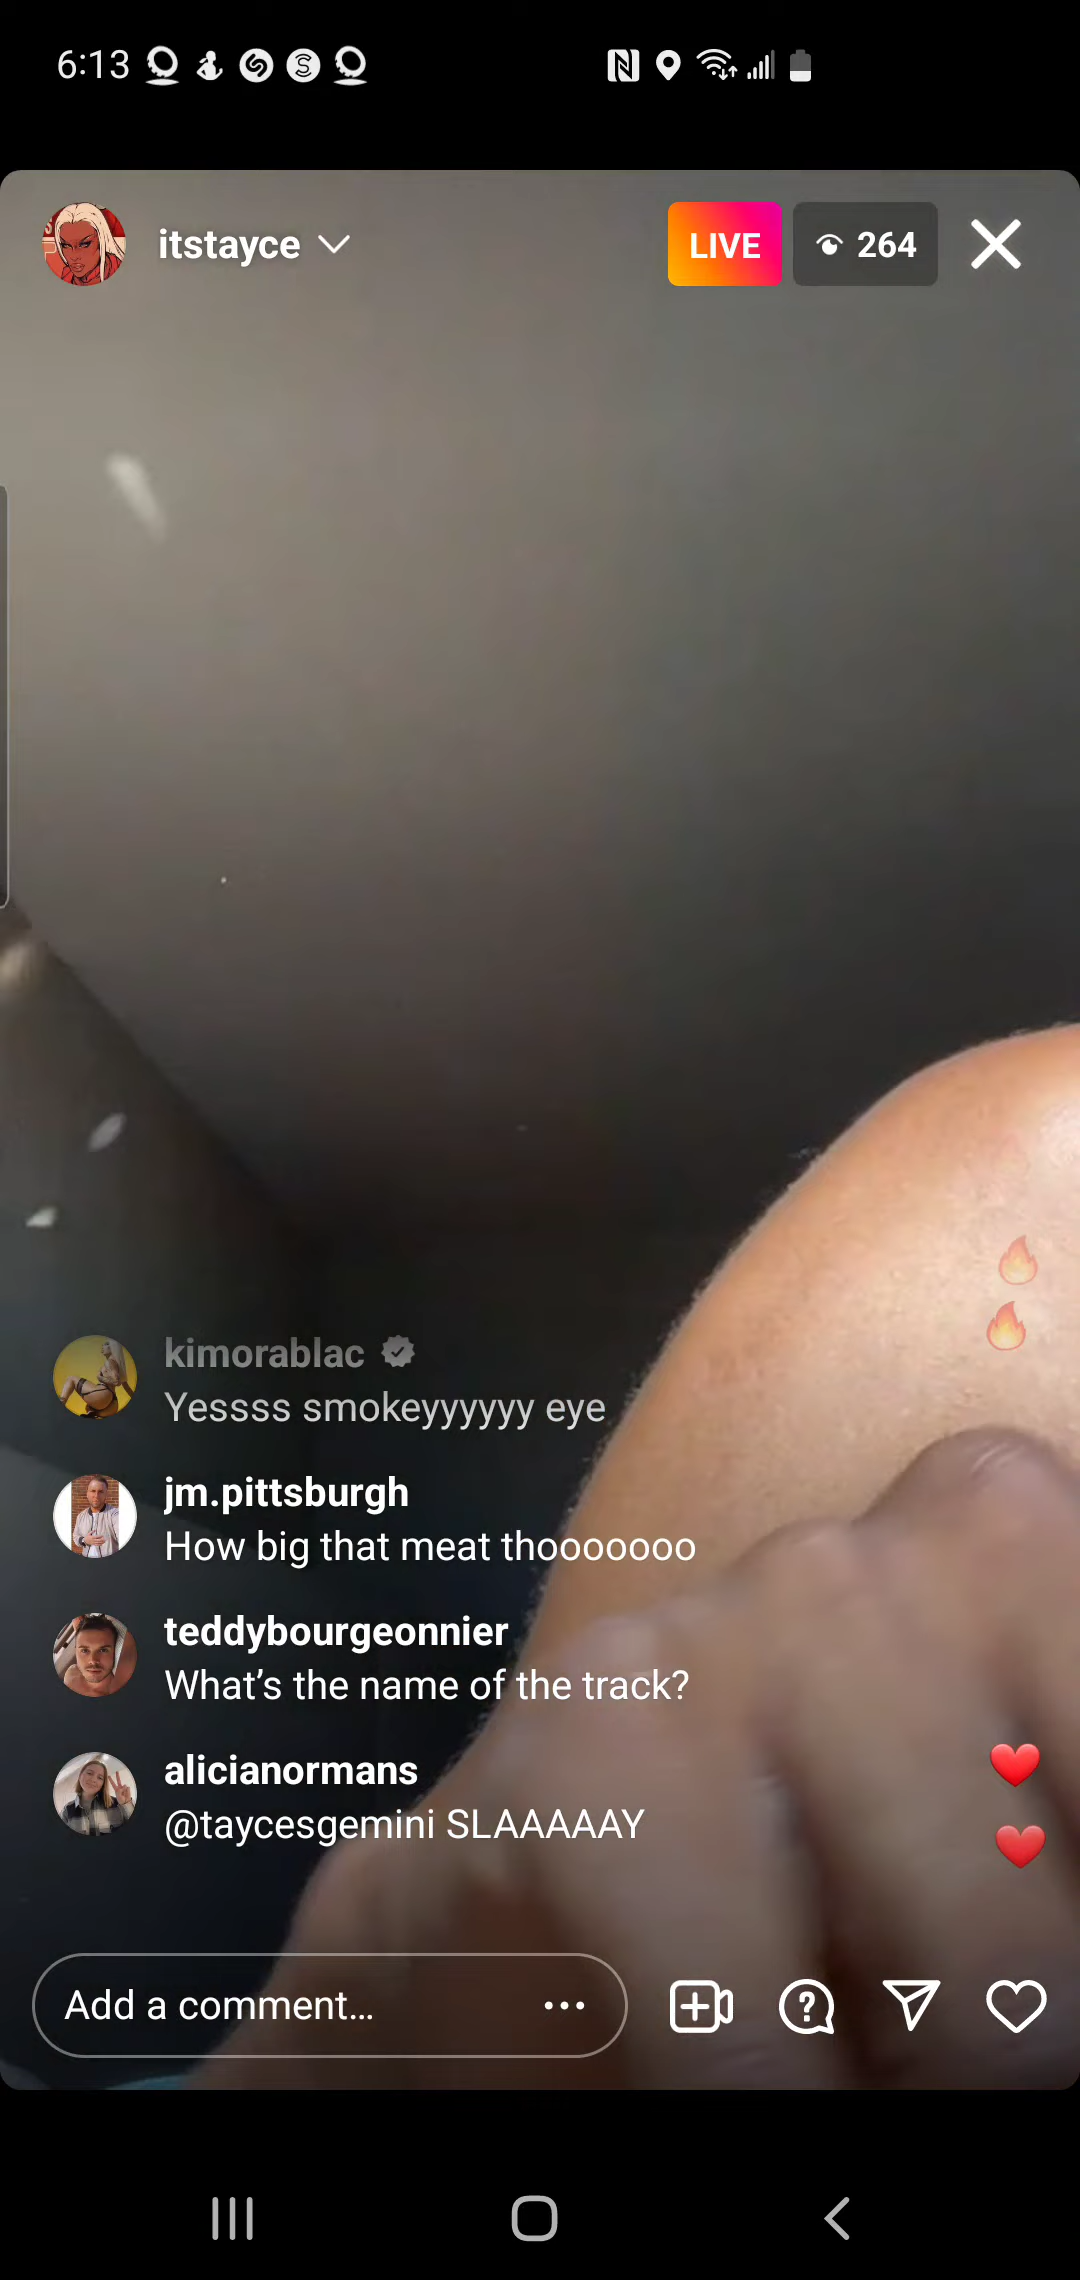 6:13
itstayce
LIVE
264
kimorablac
Yessss smokeyyyyyy eye
jm.pittsburgh
How big that meat thooooooo
teddybourgeonnier
What's the name of the track?
alicianormans
@taycesgemini SLAAAAAY
Add a comment...